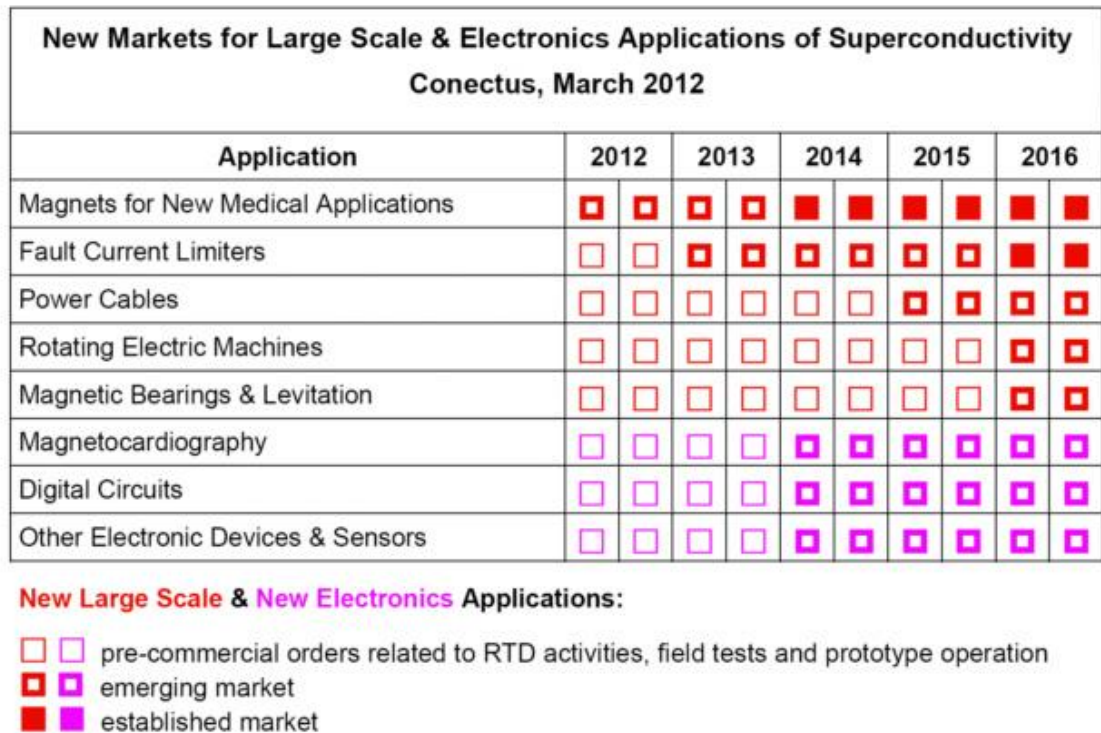 New Markets for Large Scale & Electronics Applications of Superconductivity
Conectus, March 2012
Application 2012 2013 2014 2015 2016
Magnets for New Medical Applications
Fault Current Limiters
Power Cables
Rotating Electric Machines
Magnetic Bearings & Levitation
Magnetocardiography
Digital Circuits
Other Electronic Devices & Sensors
New Large Scale & New Electronics Applications:
pre-commercial orders related to RTD activities, field tests and prototype operation
emerging market
established market